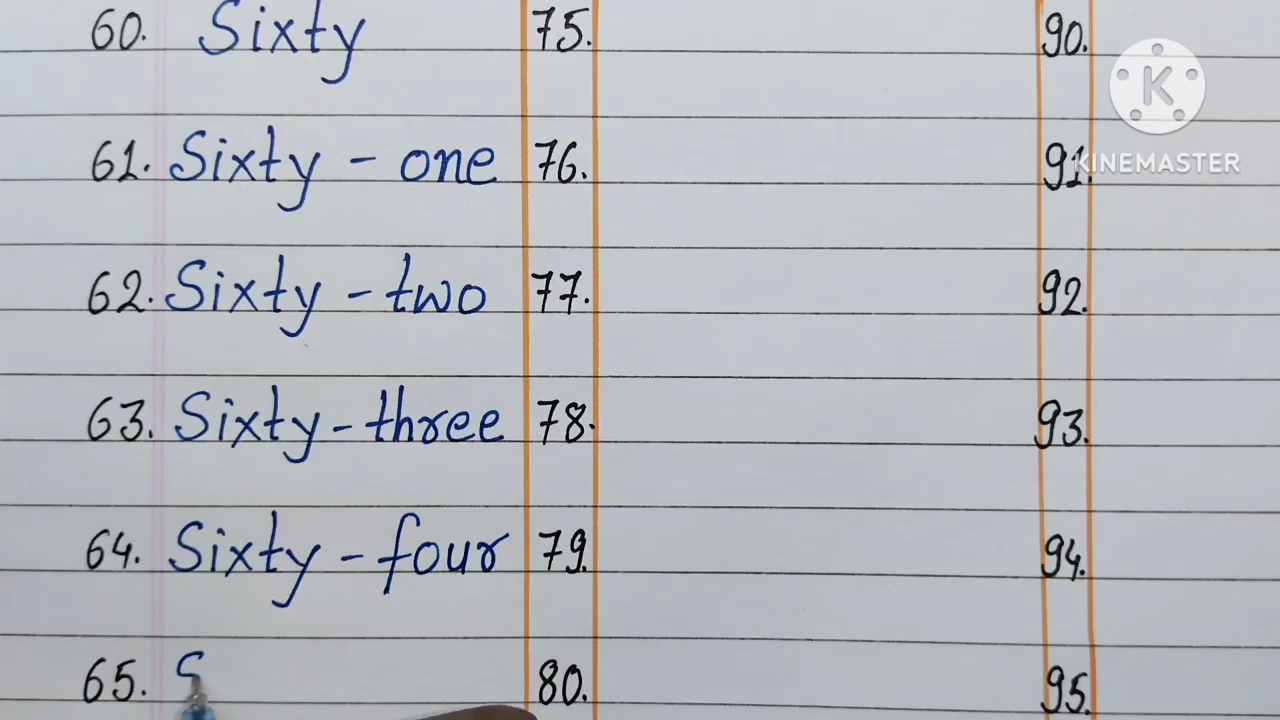 60. Sixty 75. 90.
61. Sixty - one 76. 91.
KINEMASTER
62. Sixty - two 77. 92.
63. Sixty - three 78. 93.
64. Sixty - four 79. 94.
65. S 80. 95.